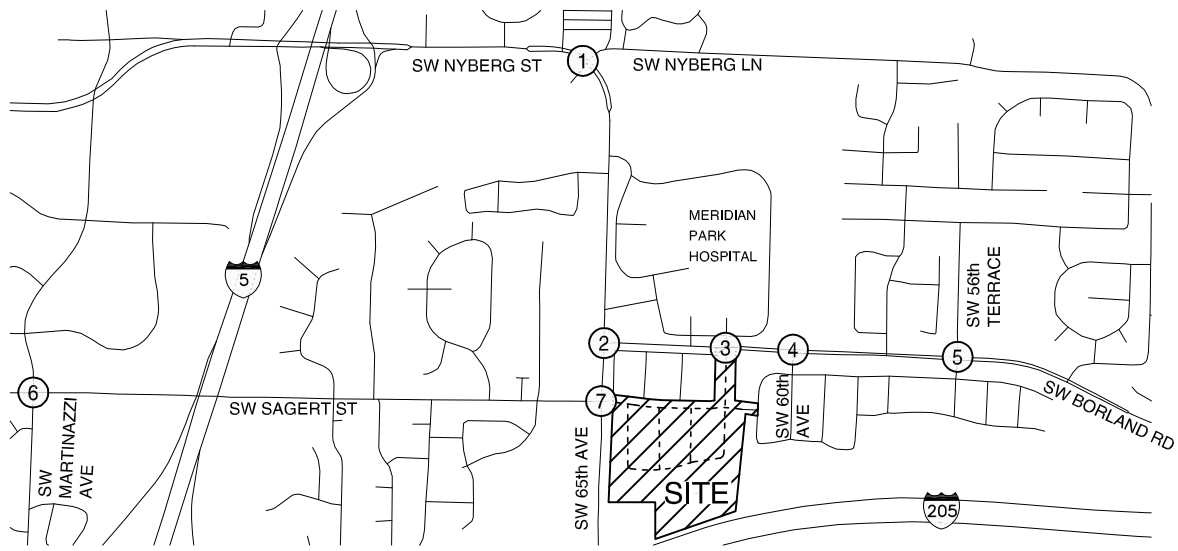 SW NYBERG ST
1
SW NYBERG LN
MERIDIAN
PARK
HOSPITAL
5
SW 56th
TERRACE
2
3
4
5
6
SW SAGERT ST
7
SW 60th
AVE
SW BORLAND RD
SW
MARTINAZZI
AVE
SW 65th AVE
SITE
205